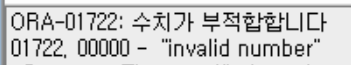 ORA-01722: 수치가 부적합합니다
01722, 00000 -  "invalid number"